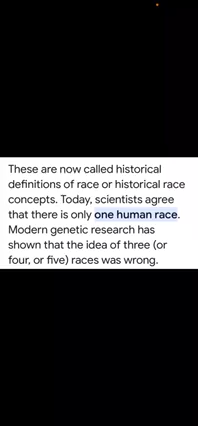 These are now called historical
definitions of race or historical race
concepts. Today, scientists agree
that there is only one human race.
Modern genetic research has
shown that the idea of three (or
four, or five) races was wrong.